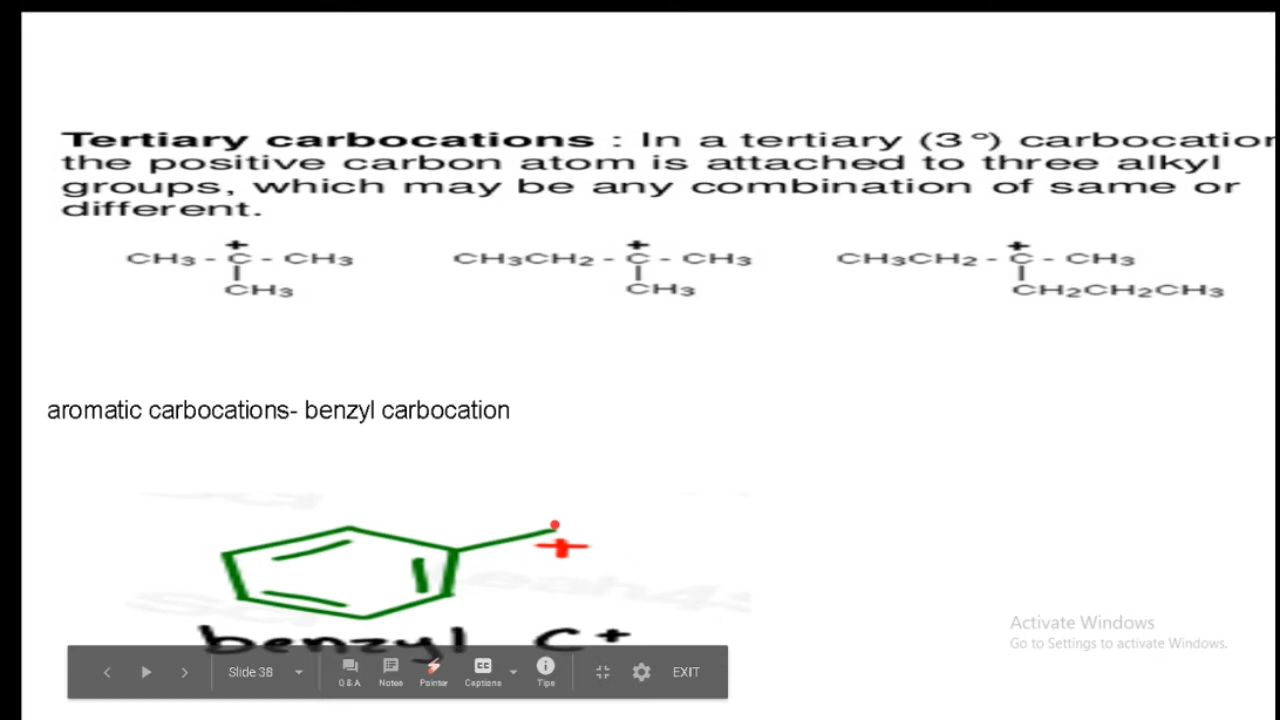 Tertiary carbocations : In a tertiary (3°) carbocation
the positive carbon atom is attached to three alkyl
groups, which may be any combination of same or
different.
+ + +
CH3 - C - CH3 CH3CH2 - C - CH3 CH3CH2 - C - CH3
| | |
CH3 CH3 CH2CH2CH3
aromatic carbocations- benzyl carbocation
+
benzyl C+
Activate Windows
Go to Settings to activate Windows.
Slide 38 Q & A Notes Pointer Captions Tips EXIT